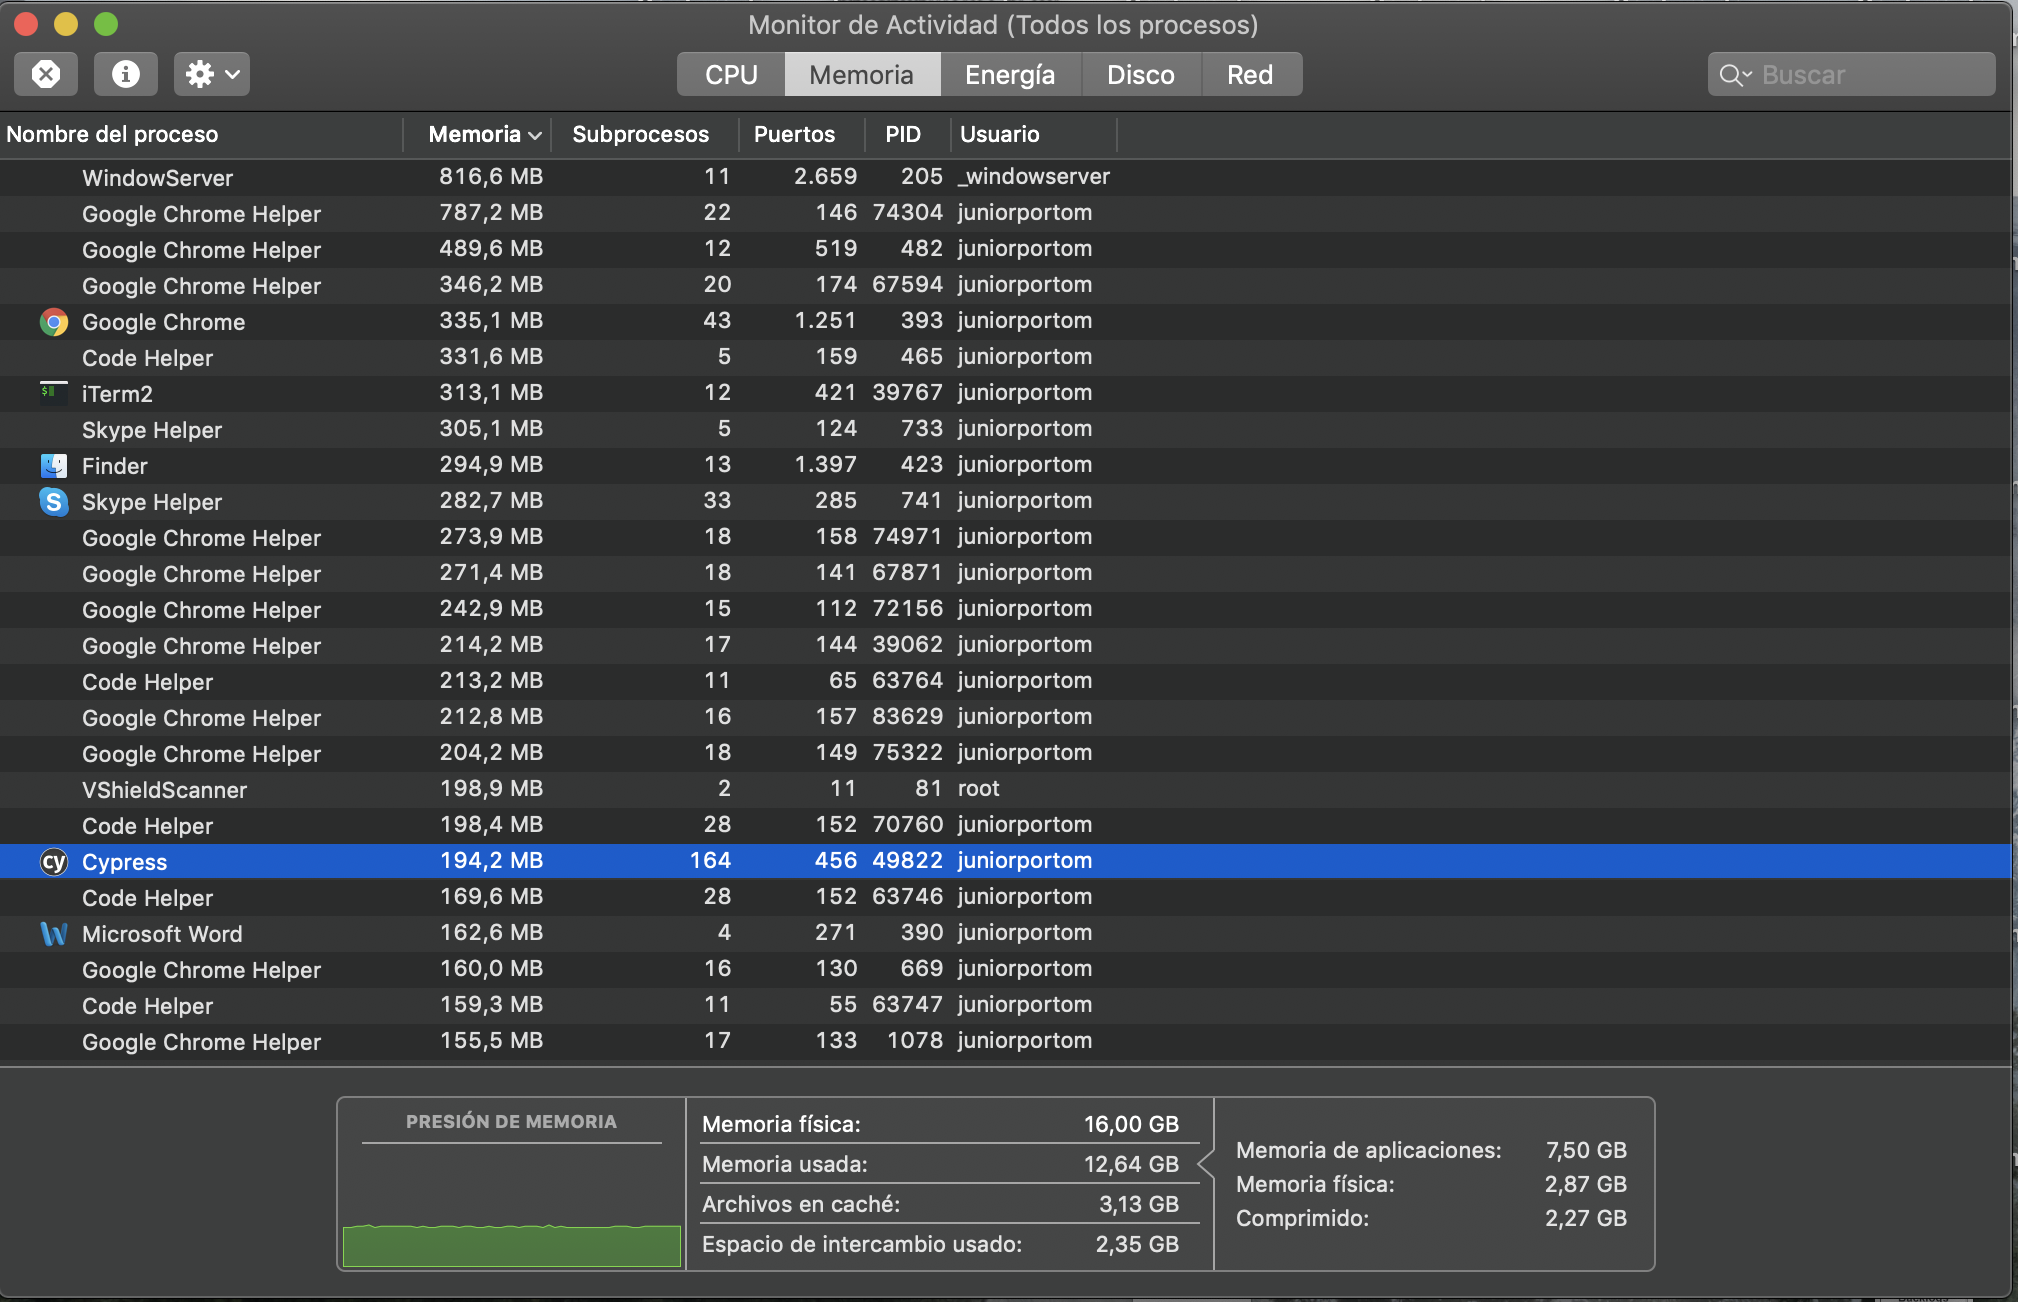 Monitor de Actividad (Todos los procesos)
CPU Memoria Energía Disco Red Buscar
Nombre del proceso Memoria Subprocesos Puertos PID Usuario
WindowServer 816,6 MB 11 2.659 205 _windowserver
Google Chrome Helper 787,2 MB 22 146 74304 juniorportom
Google Chrome Helper 489,6 MB 12 519 482 juniorportom
Google Chrome Helper 346,2 MB 20 174 67594 juniorportom
Google Chrome 335,1 MB 43 1.251 393 juniorportom
Code Helper 331,6 MB 5 159 465 juniorportom
iTerm2 313,1 MB 12 421 39767 juniorportom
Skype Helper 305,1 MB 5 124 733 juniorportom
Finder 294,9 MB 13 1.397 423 juniorportom
S Skype Helper 282,7 MB 33 285 741 juniorportom
Google Chrome Helper 273,9 MB 18 158 74971 juniorportom
Google Chrome Helper 271,4 MB 18 141 67871 juniorportom
Google Chrome Helper 242,9 MB 15 112 72156 juniorportom
Google Chrome Helper 214,2 MB 17 144 39062 juniorportom
Code Helper 213,2 MB 11 65 63764 juniorportom
Google Chrome Helper 212,8 MB 16 157 83629 juniorportom
Google Chrome Helper 204,2 MB 18 149 75322 juniorportom
VShieldScanner 198,9 MB 2 11 81 root
Code Helper 198,4 MB 28 152 70760 juniorportom
cy Cypress 194,2 MB 164 456 49822 juniorportom
Code Helper 169,6 MB 28 152 63746 juniorportom
W Microsoft Word 162,6 MB 4 271 390 juniorportom
Google Chrome Helper 160,0 MB 16 130 669 juniorportom
Code Helper 159,3 MB 11 55 63747 juniorportom
Google Chrome Helper 155,5 MB 17 133 1078 juniorportom
PRESIÓN DE MEMORIA
Memoria física: 16,00 GB
Memoria usada: 12,64 GB
Archivos en caché: 3,13 GB
Espacio de intercambio usado: 2,35 GB
Memoria de aplicaciones: 7,50 GB
Memoria física: 2,87 GB
Comprimido: 2,27 GB